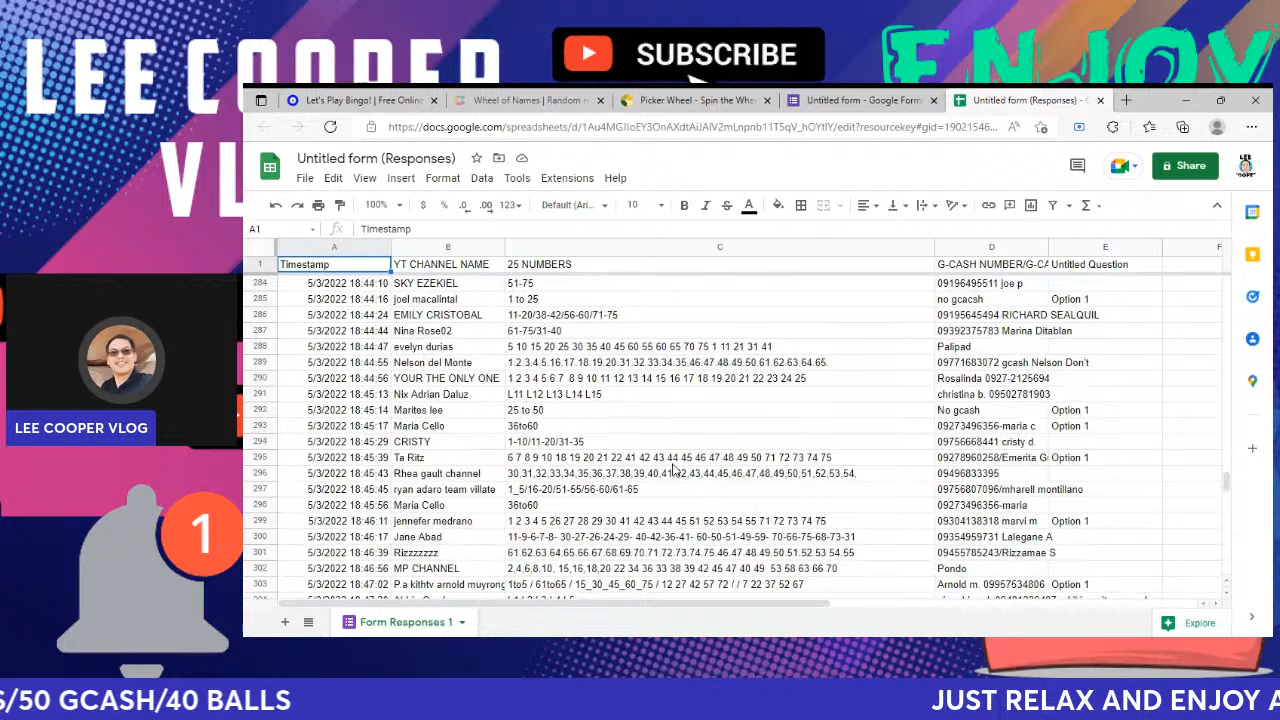 LEE COOPER
VL
SUBSCRIBE
ENJOY
Let's Play Bingo! | Free Online
Wheel of Names | Random n
Picker Wheel - Spin the Whe
Untitled form - Google Form
Untitled form (Responses) - G
https://docs.google.com/spreadsheets/d/1Au4MGJIoEY3OnAXdtAiJAlV2mLnpnb11T5qV_hOYtlY/edit?resourcekey#gid=19021546...
Untitled form (Responses)
File Edit View Insert Format Data Tools Extensions Help
Share
100% $ % .0 .00 123 Default (Ari... 10 B I S A
A1 fx Timestamp
A B C D E F
1 Timestamp YT CHANNEL NAME 25 NUMBERS G-CASH NUMBER/G-CA Untitled Question
284 5/3/2022 18:44:10 SKY EZEKIEL 51-75 09196495511 joe p
285 5/3/2022 18:44:16 joel macalintal 1 to 25 no gcacsh Option 1
286 5/3/2022 18:44:24 EMILY CRISTOBAL 11-20/38-42/56-60/71-75 09195645494 RICHARD SEALQUIL
287 5/3/2022 18:44:44 Nina Rose02 61-75/31-40 09392375783 Marina Ditablan
288 5/3/2022 18:44:47 evelyn durias 5 10 15 20 25 30 35 40 45 60 55 60 65 70 75 1 11 21 31 41 Palipad
289 5/3/2022 18:44:55 Nelson del Monte 1 2.3.4.5 16.17.18.19.20 31.32.33 34.35.46.47.48.49.50.61.62.63.64.65. 09771683072 gcash Nelson Don't
290 5/3/2022 18:44:56 YOUR THE ONLY ONE 1 2 3 4 5 6 7 8 9 10 11 12 13 14 15 16 17 18 19 20 21 22 23 24 25 Rosalinda 0927-2125694
291 5/3/2022 18:45:13 Nix Adrian Daluz L11 L12 L13 L14 L15 christina b. 09502781903
292 5/3/2022 18:45:14 Marites lee 25 to 50 No gcash Option 1
293 5/3/2022 18:45:17 Maria Cello 36to60 09273496356-maria c Option 1
294 5/3/2022 18:45:31 CRISTY 1-10/11-20/31-35 09756668441 cristy d.
295 5/3/2022 18:45:39 Ta Ritz 6 7 8 9 10 16 18 19 20 21 22 41 42 43 44 45 46 47 48 49 50 71 72 73 74 75 09278960258/Emerita G Option 1
296 5/3/2022 18:45:43 Rhea gault channel 30,31,32,33,34,35,36,37,38,39,40,41,42,43,44,45,46,47,48,49,50,51,52,53,54, 09496833395
297 5/3/2022 18:45:45 ryan adaro team villate 1_5/16-20/51-55/56-60/61-65 09756807096/mharell montillano
298 5/3/2022 18:45:56 Maria Cello 36to60 09273496356-maria
299 5/3/2022 18:46:11 jennefer medrano 1 2 3 4 5 26 27 28 29 30 41 42 43 44 45 51 52 53 54 55 71 72 73 74 75 09304138318 marvi m Option 1
300 5/3/2022 18:46:17 Jane Abad 11-9-6-7-8- 30-27-26-24-29- 40-42-36-41- 60-50-51-49-59- 70-66-75-68-73-31 09354959731 Lalegane A
301 5/3/2022 18:46:39 Rizzzzzzz 61.62.63 64 65 66 67 68.69.70.71.72 73 74 75 46 47 48.49 50 51.52 53 54.55 09455785243/Rizzamae S
302 5/3/2022 18:46:56 MP CHANNEL 2,4,6,8,10, 15,16,18,20 22 34 36 33 38 39 42 45 47 40 49 53 58 63 66 70 Pondo
303 5/3/2022 18:47:02 P.a kithtv arnold muyrong 1to5 / 61to65 / 15_30_45_60_75 / 12 27 42 57 72 / / 7 22 37 52 67 Arnold m. 09957534806 Option 1
Form Responses 1
Explore
LEE COOPER VLOG
1
S/50 GCASH/40 BALLS
JUST RELAX AND ENJOY A